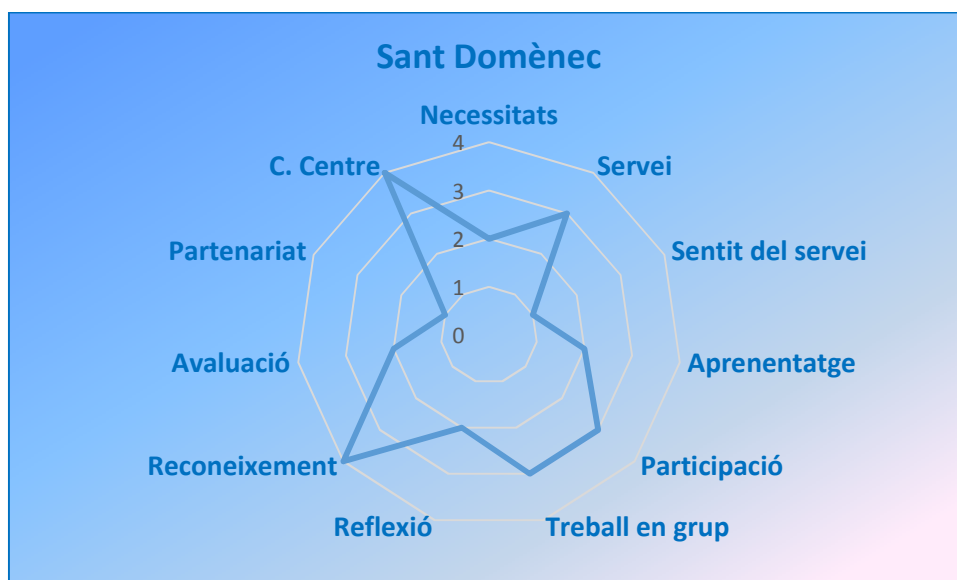 Sant Domènec
Necessitats
4
C. Centre
Servei
3
2
Partenariat
Sentit del servei
1
0
Avaluació
Aprenentatge
Reconeixement
Participació
Reflexió
Treball en grup